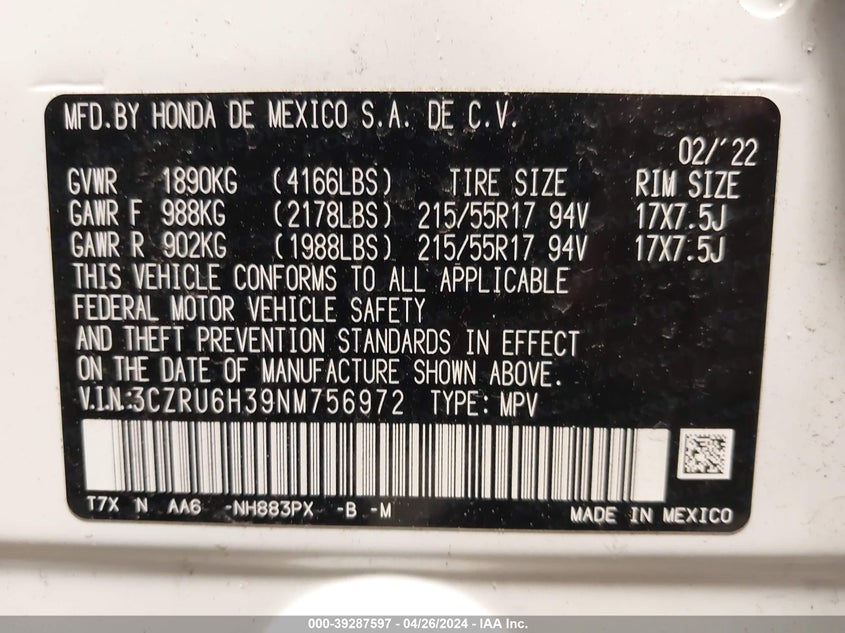 MFD.BY HONDA DE MEXICO S.A. DE C.V.
02/'22
GVWR 1890KG (4166LBS) TIRE SIZE RIM SIZE
GAWR F 988KG (2178LBS) 215/55R17 94V 17X7.5J
GAWR R 902KG (1988LBS) 215/55R17 94V 17X7.5J
THIS VEHICLE CONFORMS TO ALL APPLICABLE
FEDERAL MOTOR VEHICLE SAFETY
AND THEFT PREVENTION STANDARDS IN EFFECT
ON THE DATE OF MANUFACTURE SHOWN ABOVE.
V.I.N.:3CZRU6H39NM756972 TYPE: MPV
T7X N AA6 -NH883PX -B -M MADE IN MEXICO
000-39287597 - 04/26/2024 - IAA Inc.